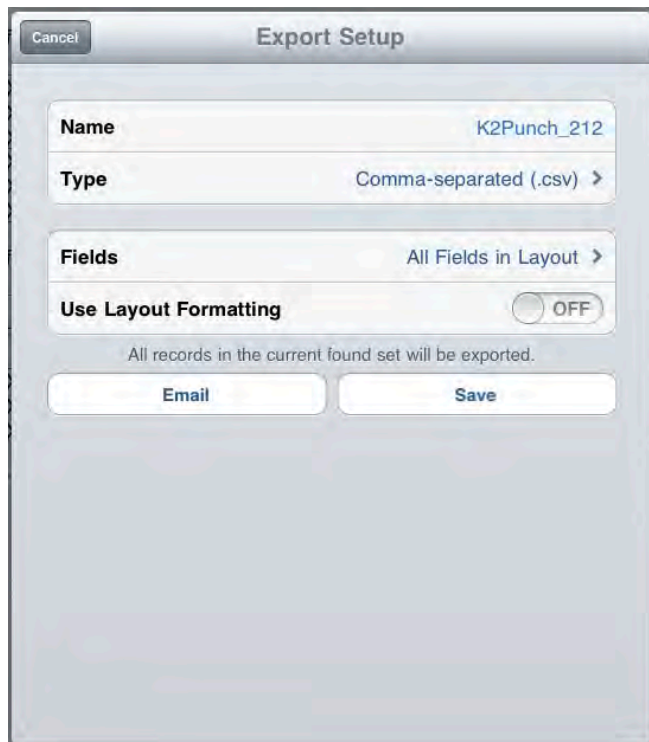 Cancel
Export Setup
Name K2Punch_212
Type Comma-separated (.csv) >
Fields All Fields in Layout >
Use Layout Formatting OFF
All records in the current found set will be exported.
Email Save